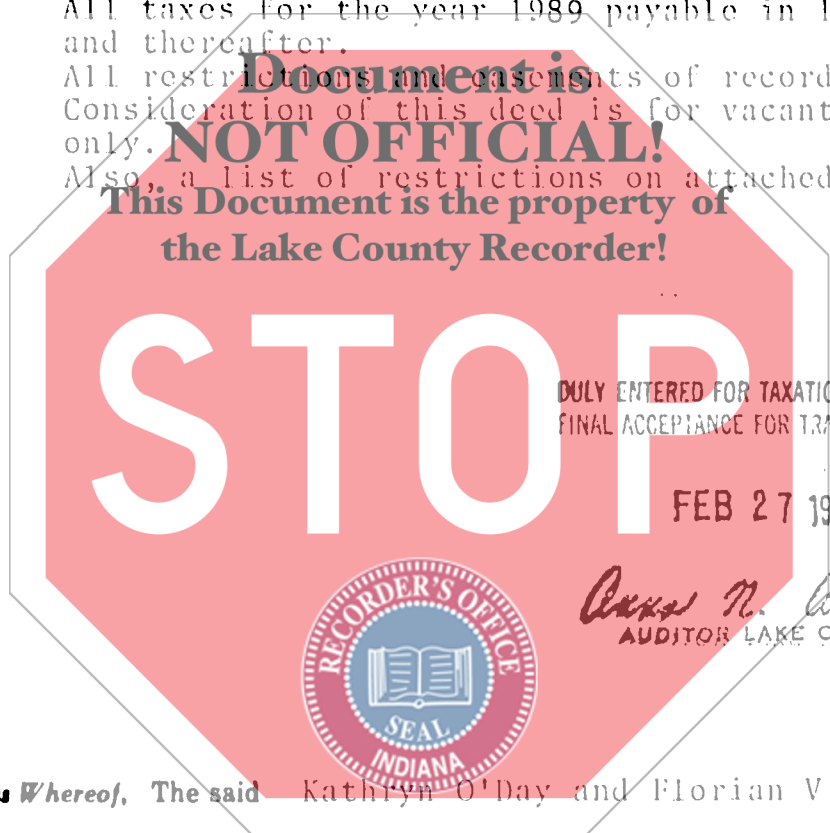 All taxes for the year 1989 payable in
and thereafter.
Document is
All restrictions and easements of record
Consideration of this deed is for vacant
only.
NOT OFFICIAL!
Also, a list of restrictions on attached
This Document is the property of
the Lake County Recorder!
STOP
DULY ENTERED FOR TAXATIO
FINAL ACCEPTANCE FOR TRA
FEB 27 19
N.
AUDITOR LAKE C
RECORDER'S OFFICE
SEAL
INDIANA
Whereof, The said Kathryn O'Day and Florian V